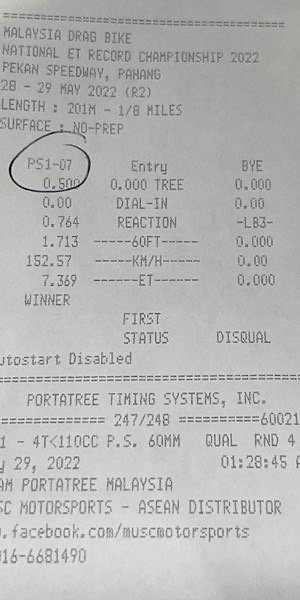 MALAYSIA DRAG BIKE
NATIONAL ET RECORD CHAMPIONSHIP 2022
PEKAN SPEEDWAY, PAHANG
28 - 29 MAY 2022 (R2)
LENGTH : 201M - 1/8 MILES
SURFACE : NO-PREP
PS1-07 Entry BYE
0.500 0.000 TREE 0.000
0.00 DIAL-IN 0.00
0.764 REACTION -LB3-
1.713 -----60FT----- 0.000
152.57 -----KM/H----- 0.00
7.369 ------ET------ 0.000
WINNER
FIRST
STATUS DISQUAL
utostart Disabled
PORTATREE TIMING SYSTEMS, INC.
============ 247/248 ==========60021
1 - 4T<110CC P.S. 60MM QUAL RND 4
y 29, 2022 01:28:45
AM PORTATREE MALAYSIA
SC MOTORSPORTS - ASEAN DISTRIBUTOR
.facebook.com/muscmotorsports
016-6681490